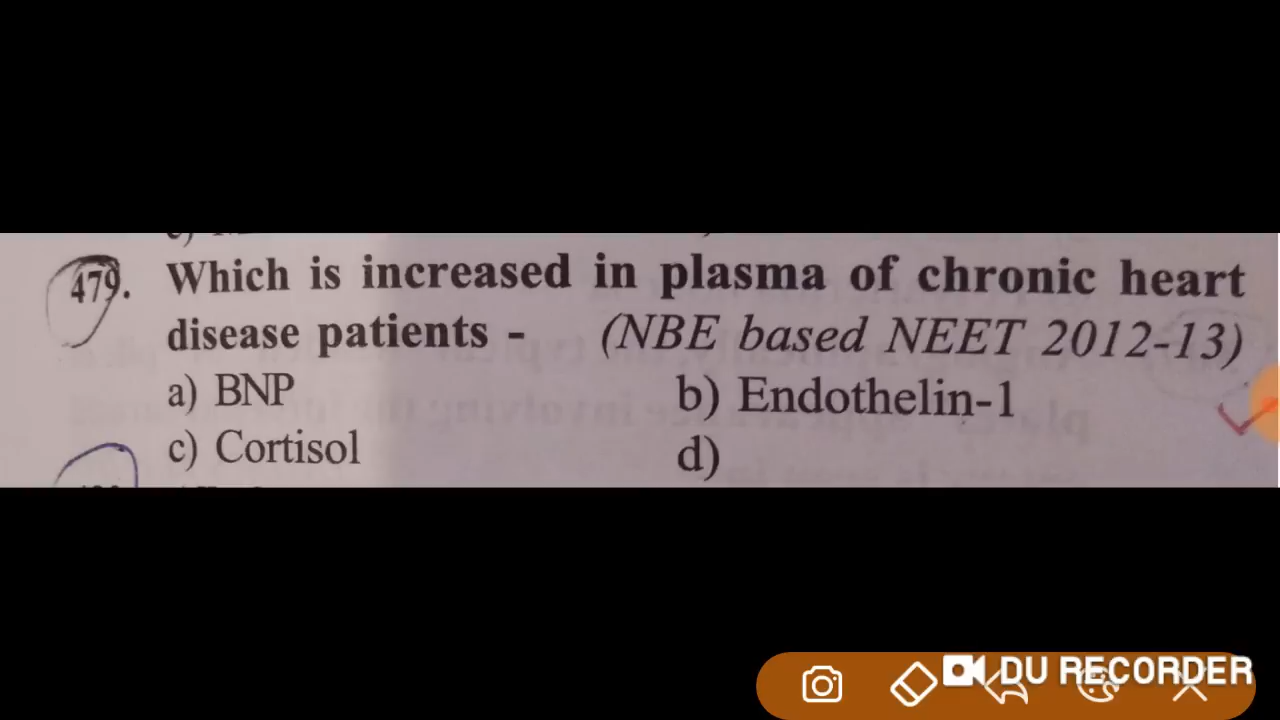 479. Which is increased in plasma of chronic heart
disease patients - (NBE based NEET 2012-13)
a) BNP b) Endothelin-1
c) Cortisol d)
DU RECORDER